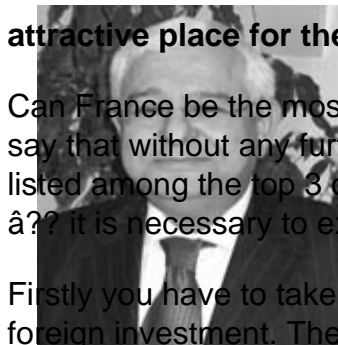 attractive place for the
Can France be the mos
say that without any fur
listed among the top 3
â?? it is necessary to e
Firstly you have to take
foreign investment. The